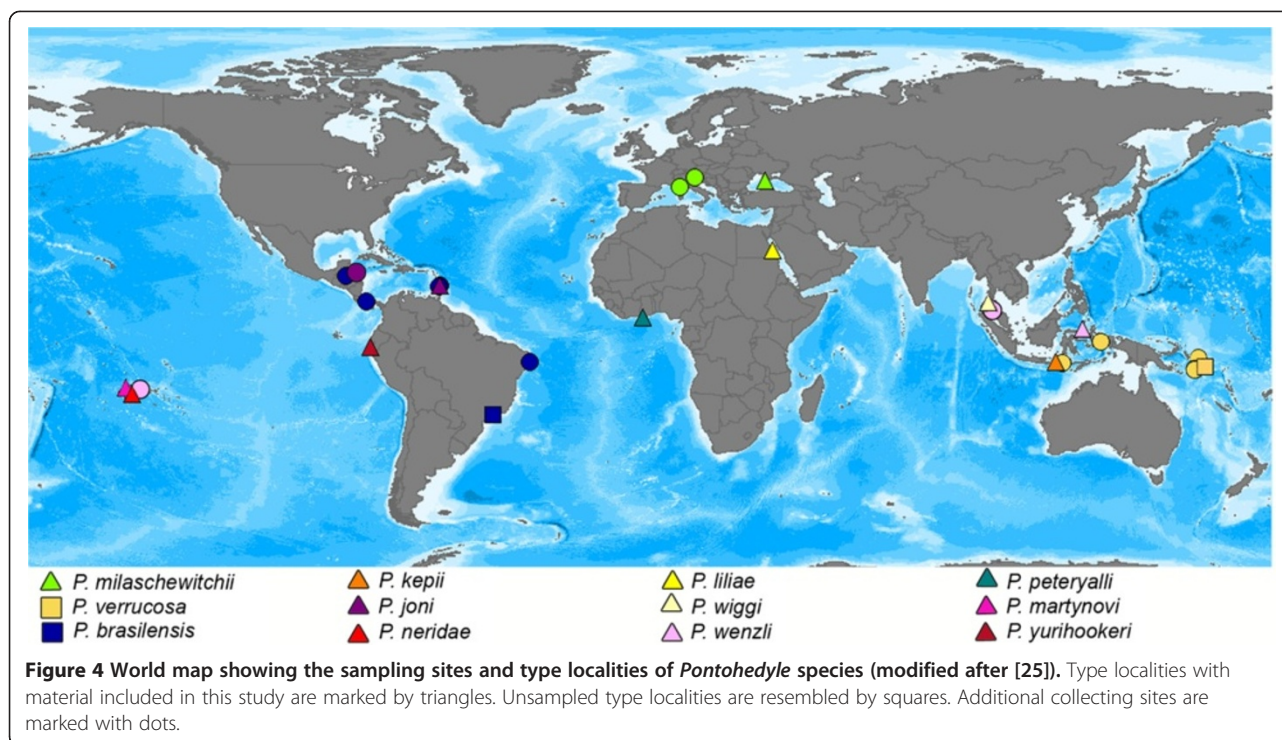 P. milaschewitchii P. kepii P. liliae P. peteryalli
P. verrucosa P. joni P. wiggi P. martynovi
P. brasilensis P. neridae P. wenzli P. yurihookeri
Figure 4 World map showing the sampling sites and type localities of Pontohedyle species (modified after [25]). Type localities with
material included in this study are marked by triangles. Unsampled type localities are resembled by squares. Additional collecting sites are
marked with dots.